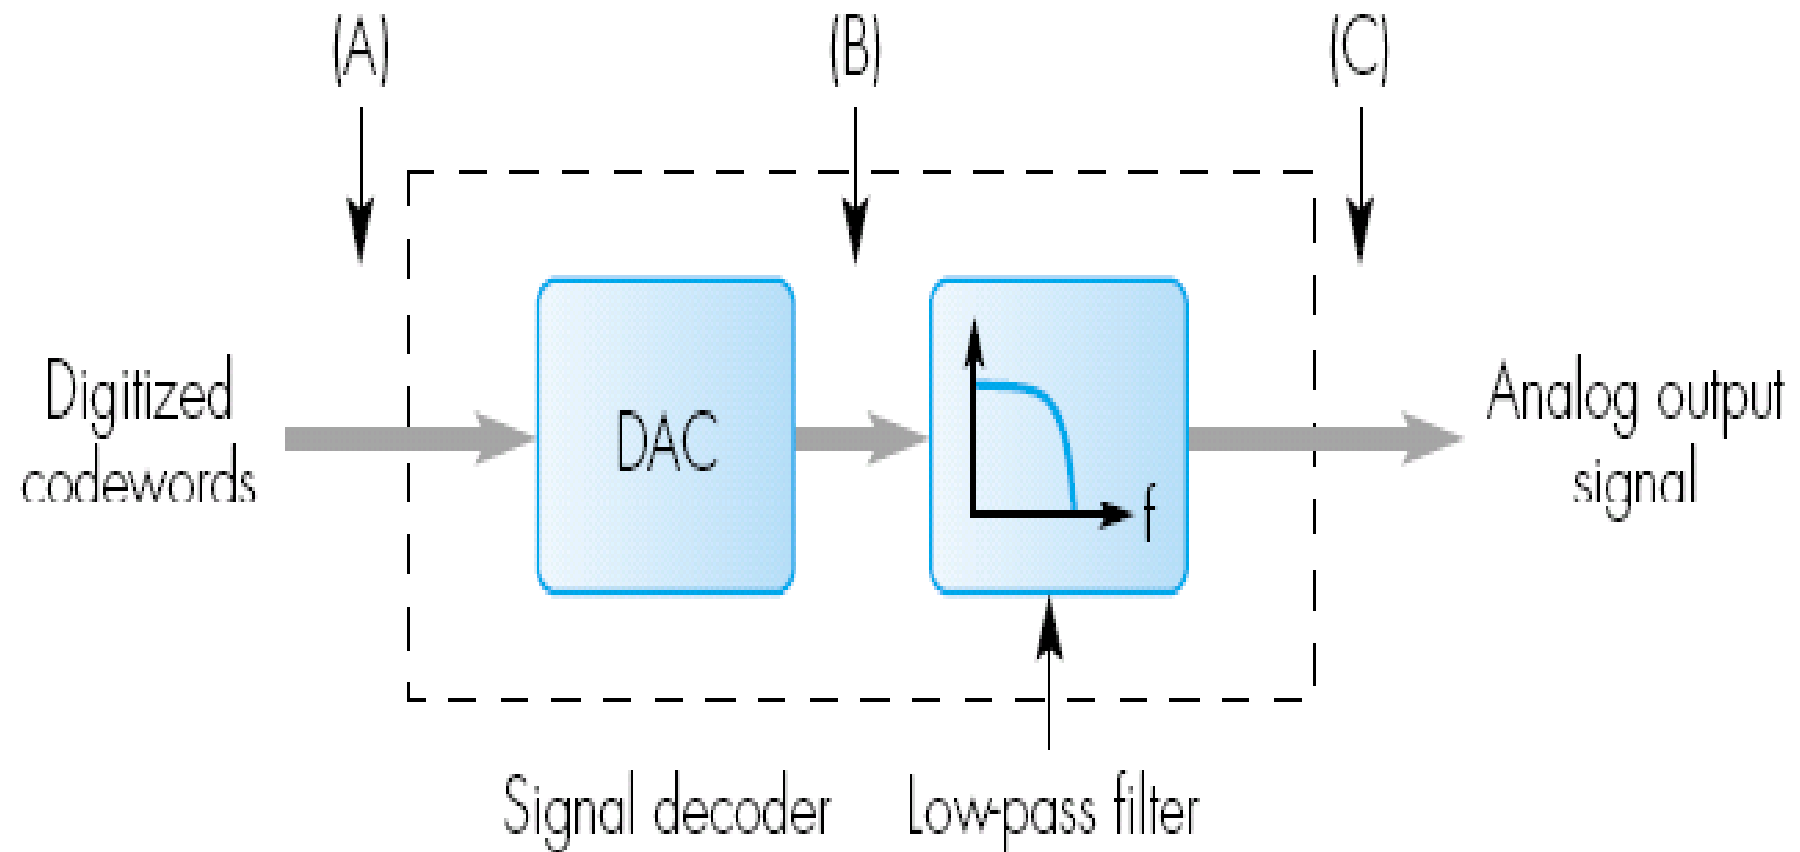 (A)
(B)
(C)
Digitized
codewords
DAC
f
Analog output
signal
Signal decoder
Low-pass filter